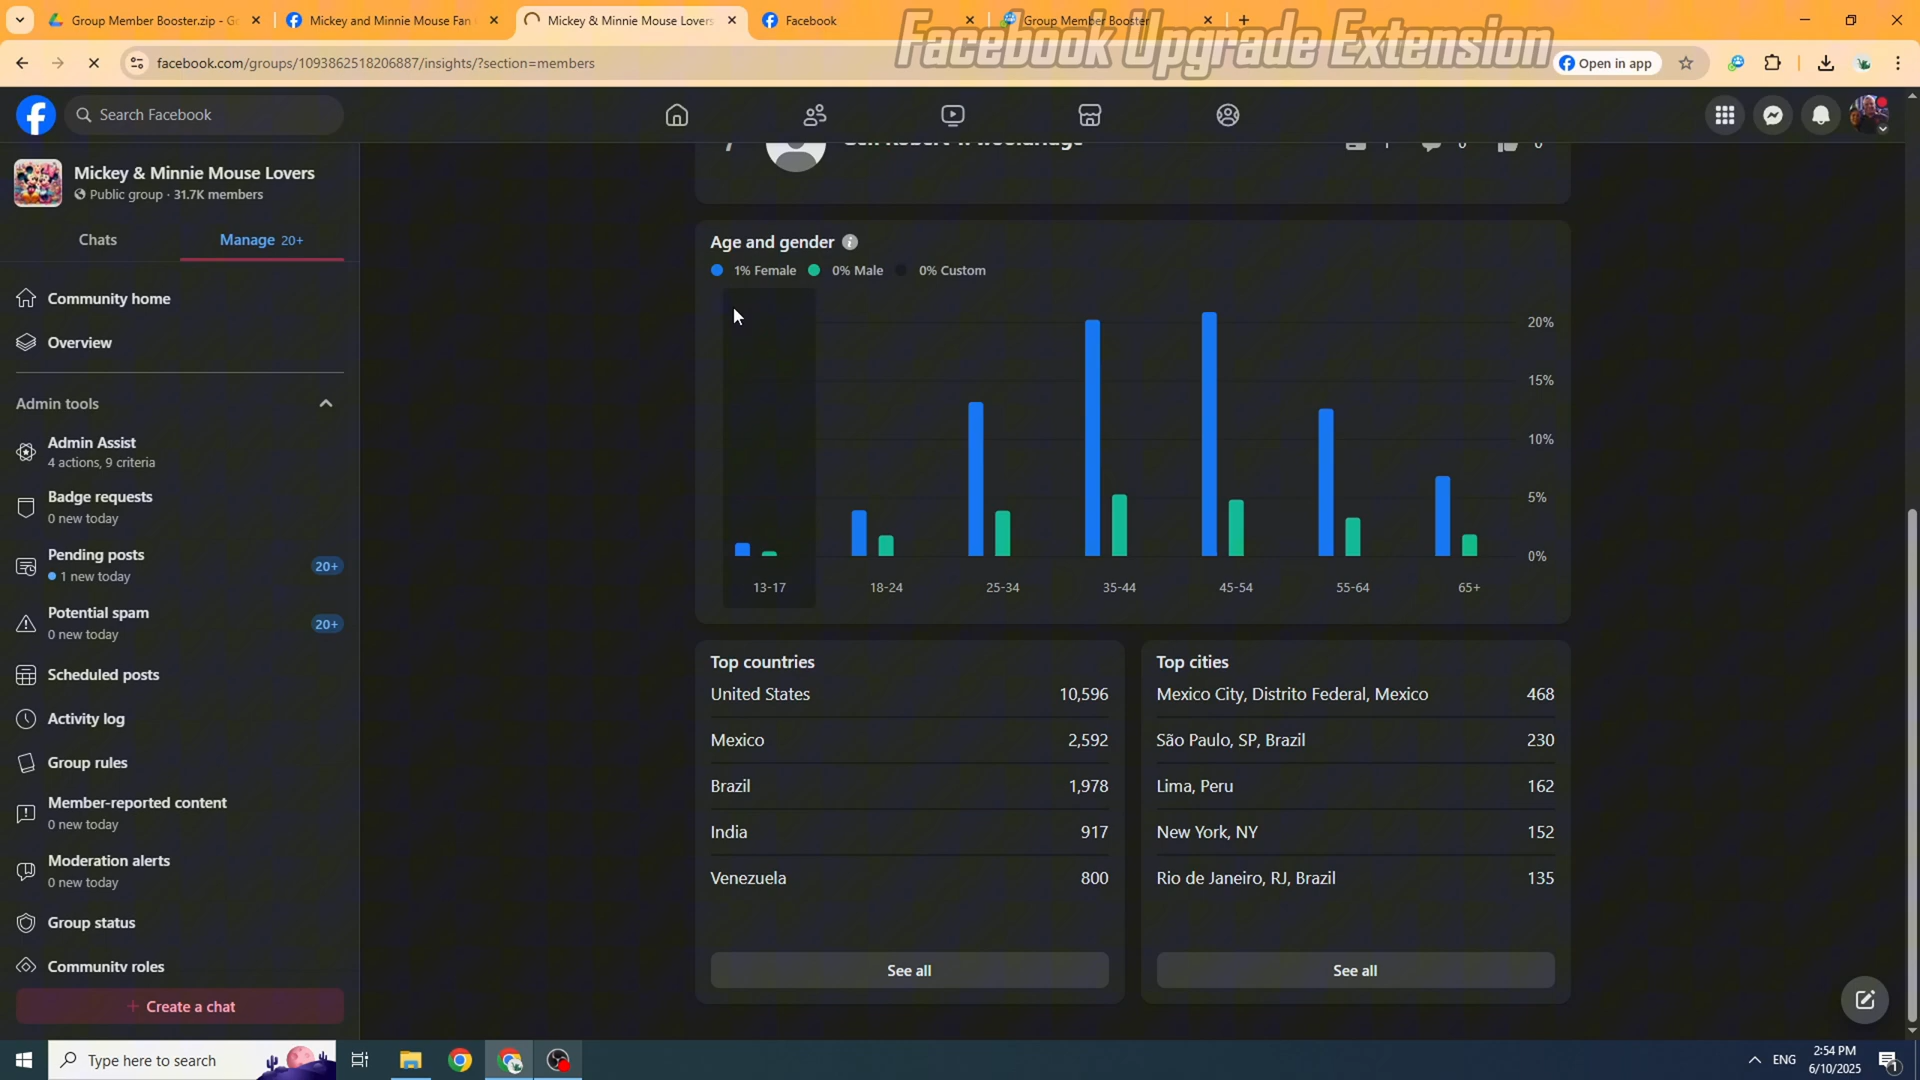 Group Member Booster.zip - Go
Mickey and Minnie Mouse Fan
Mickey & Minnie Mouse Lovers
Facebook
Group Member Booster
Facebook Upgrade Extension
facebook.com/groups/1093862518206887/insights/?section=members
Open in app
Search Facebook
Mickey & Minnie Mouse Lovers
Public group · 31.7K members
Chats
Manage 20+
Community home
Overview
Admin tools
Admin Assist
4 actions, 9 criteria
Badge requests
0 new today
Pending posts
1 new today
20+
Potential spam
0 new today
20+
Scheduled posts
Activity log
Group rules
Member-reported content
0 new today
Moderation alerts
0 new today
Group status
Community roles
+ Create a chat
Age and gender
1% Female
0% Male
0% Custom
20%
15%
10%
5%
0%
13-17
18-24
25-34
35-44
45-54
55-64
65+
Top countries
United States 10,596
Mexico 2,592
Brazil 1,978
India 917
Venezuela 800
See all
Top cities
Mexico City, Distrito Federal, Mexico 468
São Paulo, SP, Brazil 230
Lima, Peru 162
New York, NY 152
Rio de Janeiro, RJ, Brazil 135
See all
Type here to search
ENG
2:54 PM
6/10/2025
1